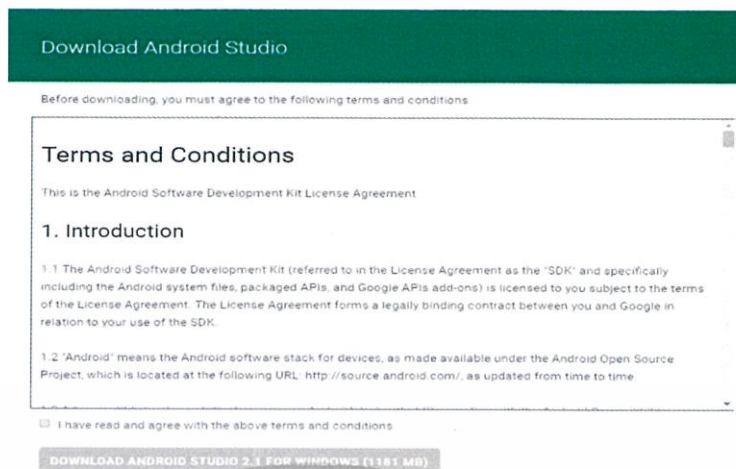 Download Android Studio
Before downloading, you must agree to the following terms and conditions
Terms and Conditions
This is the Android Software Development Kit License Agreement
1. Introduction
1.1 The Android Software Development Kit (referred to in the License Agreement as the "SDK" and specifically
including the Android system files, packaged APIs, and Google APIs add-ons) is licensed to you subject to the terms
of the License Agreement. The License Agreement forms a legally binding contract between you and Google in
relation to your use of the SDK.
1.2 "Android" means the Android software stack for devices, as made available under the Android Open Source
Project, which is located at the following URL: http://source.android.com/, as updated from time to time.
I have read and agree with the above terms and conditions
DOWNLOAD ANDROID STUDIO 2.1 FOR WINDOWS (1181 MB)